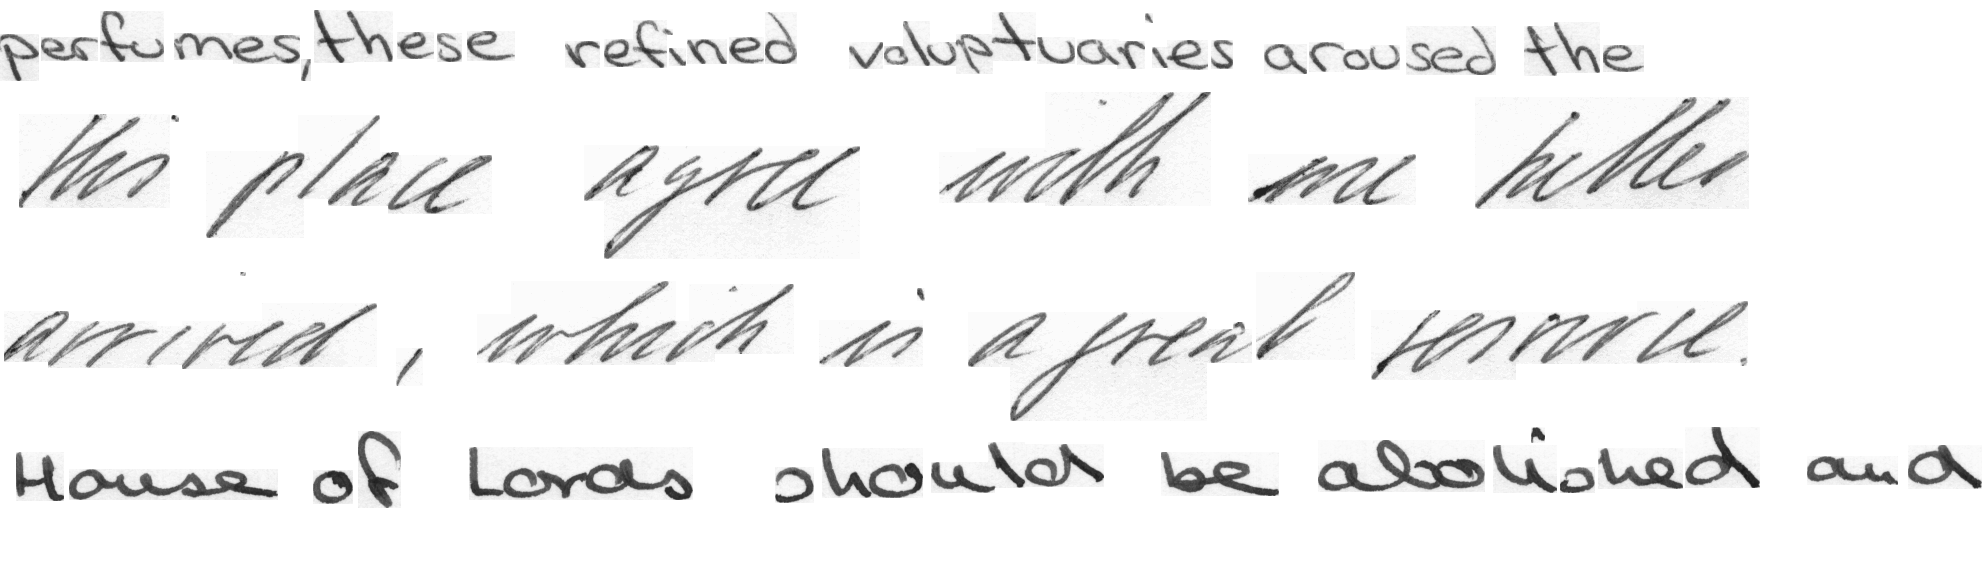 perfumes, these refined voluptuaries aroused the
this place agree with me better
arrived, which is a great resource.
House of Lords should be abolished and